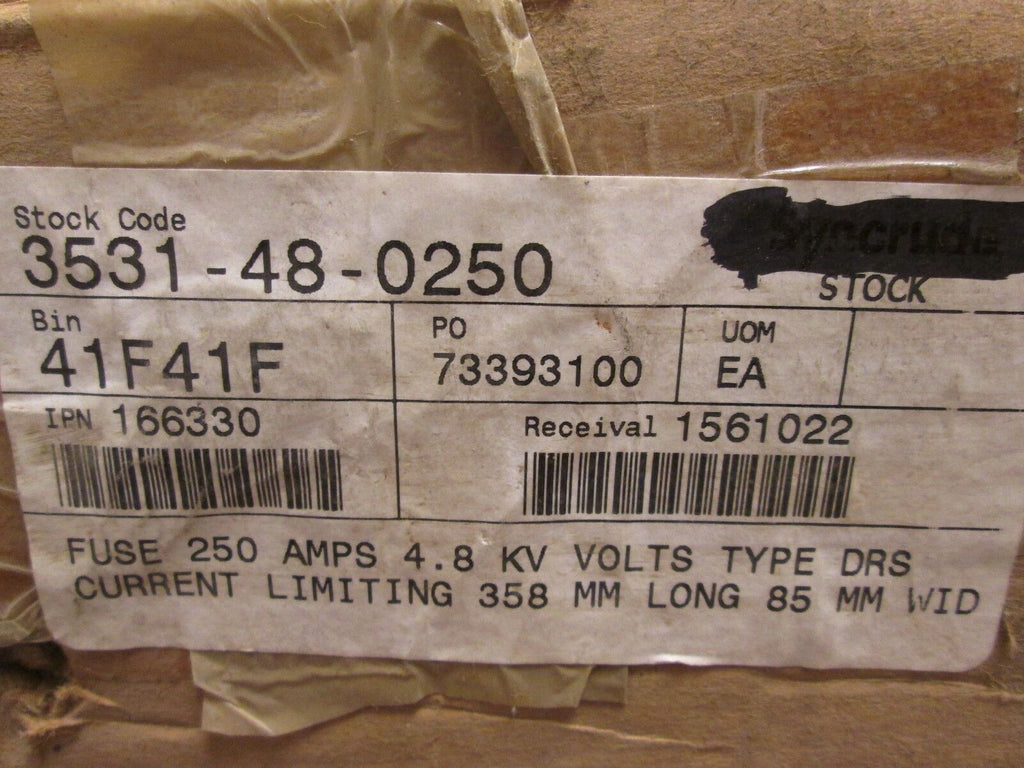 Stock Code
3531-48-0250
Syncrude
STOCK
Bin
41F41F
PO
73393100
UOM
EA
IPN 166330
Receival 1561022
FUSE 250 AMPS 4.8 KV VOLTS TYPE DRS
CURRENT LIMITING 358 MM LONG 85 MM WID